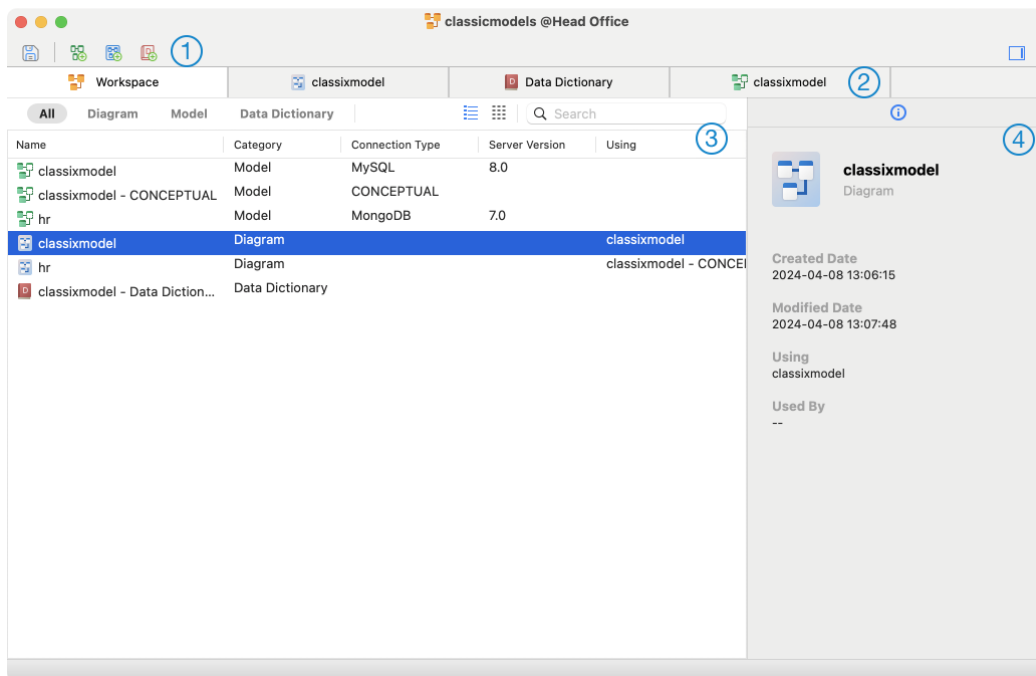 classicmodels @Head Office
1
Workspace classixmodel Data Dictionary classixmodel 2
All Diagram Model Data Dictionary Search
Name Category Connection Type Server Version Using 3 4
classixmodel Model MySQL 8.0
classixmodel - CONCEPTUAL Model CONCEPTUAL
hr Model MongoDB 7.0
classixmodel Diagram classixmodel
hr Diagram classixmodel - CONCEI
classixmodel - Data Diction... Data Dictionary
classixmodel
Diagram
Created Date
2024-04-08 13:06:15
Modified Date
2024-04-08 13:07:48
Using
classixmodel
Used By
--